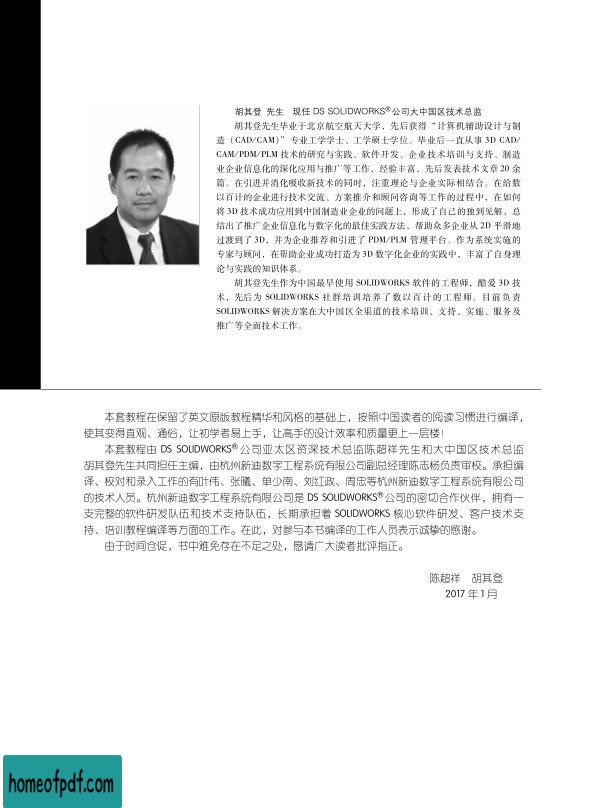 胡其登 先生 现任 DS SOLIDWORKS®公司大中国区技术总监
胡其登先生毕业于北京航空航天大学，先后获得“计算机辅助设计与制
造（CAD/CAM）”专业工学学士、工学硕士学位。毕业后一直从事 3D CAD/
CAM/PDM/PLM 技术的研究与实践、软件开发、企业技术培训与支持、制造
业企业信息化的深化应用与推广等工作，经验丰富，先后发表技术文章 20 余
篇。在引进并消化吸收新技术的同时，注重理论与企业实际相结合。在给数
以百计的企业进行技术交流、方案推介和顾问咨询等工作的过程中，在如何
将 3D 技术成功应用到中国制造业企业的问题上，形成了自己的独到见解，总
结出了推广企业信息化与数字化的最佳实践方法，帮助众多企业从 2D 平滑地
过渡到了 3D，并为企业推荐和引进了 PDM/PLM 管理平台。作为系统实施的
专家与顾问，在帮助企业成功打造为 3D 数字化企业的实践中，丰富了自身理
论与实践的知识体系。
胡其登先生作为中国最早使用 SOLIDWORKS 软件的工程师，酷爱 3D 技
术，先后为 SOLIDWORKS 社群培训培养了数以百计的工程师。目前负责
SOLIDWORKS 解决方案在大中国区全渠道的技术培训、支持、实施、服务及
推广等全面技术工作。
本套教程在保留了英文原版教程精华和风格的基础上，按照中国读者的阅读习惯进行编译，
使其变得直观、通俗，让初学者易上手，让高手的设计效率和质量更上一层楼！
本套教程由 DS SOLIDWORKS®公司亚太区资深技术总监陈超祥先生和大中国区技术总监
胡其登先生共同担任主编，由杭州新迪数字工程系统有限公司副总经理陈志杨负责审校。承担编
译、校对和录入工作的有叶伟、张曦、单少南、刘红政、周忠等杭州新迪数字工程系统有限公司
的技术人员。杭州新迪数字工程系统有限公司是 DS SOLIDWORKS®公司的密切合作伙伴，拥有一
支完整的软件研发队伍和技术支持队伍，长期承担着 SOLIDWORKS 核心软件研发、客户技术支
持、培训教程编译等方面的工作。在此，对参与本书编译的工作人员表示诚挚的感谢。
由于时间仓促，书中难免存在不足之处，恳请广大读者批评指正。
陈超祥 胡其登
2017 年 1 月
homeofpdf.com